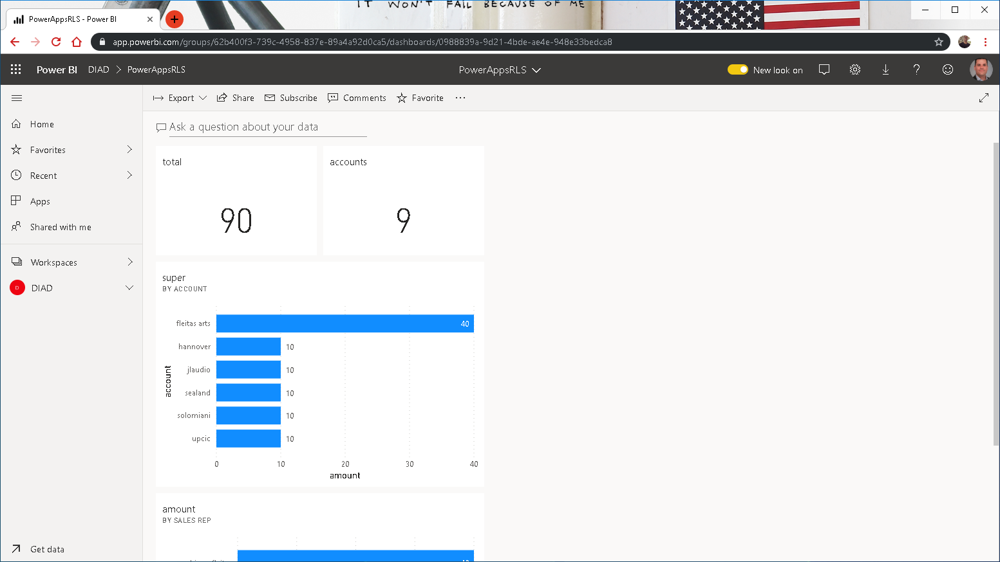 IT WON'T FAIL BECAUSE OF ME
PowerAppsRLS - Power BI
app.powerbi.com/groups/62b400f3-739c-4958-837e-89a4a92d0ca5/dashboards/0988839a-9d21-4bde-ae4e-948e33bedca8
Power BI DIAD PowerAppsRLS PowerAppsRLS New look on
Export Share Subscribe Comments Favorite
Home
Favorites
Recent
Apps
Shared with me
Workspaces
D DIAD
Get data
Ask a question about your data
total
90
accounts
9
super
BY ACCOUNT
account
fleitas arts 40
hannover 10
jlaudio 10
sealand 10
solomiani 10
upcic 10
0 10 20 30 40
amount
amount
BY SALES REP